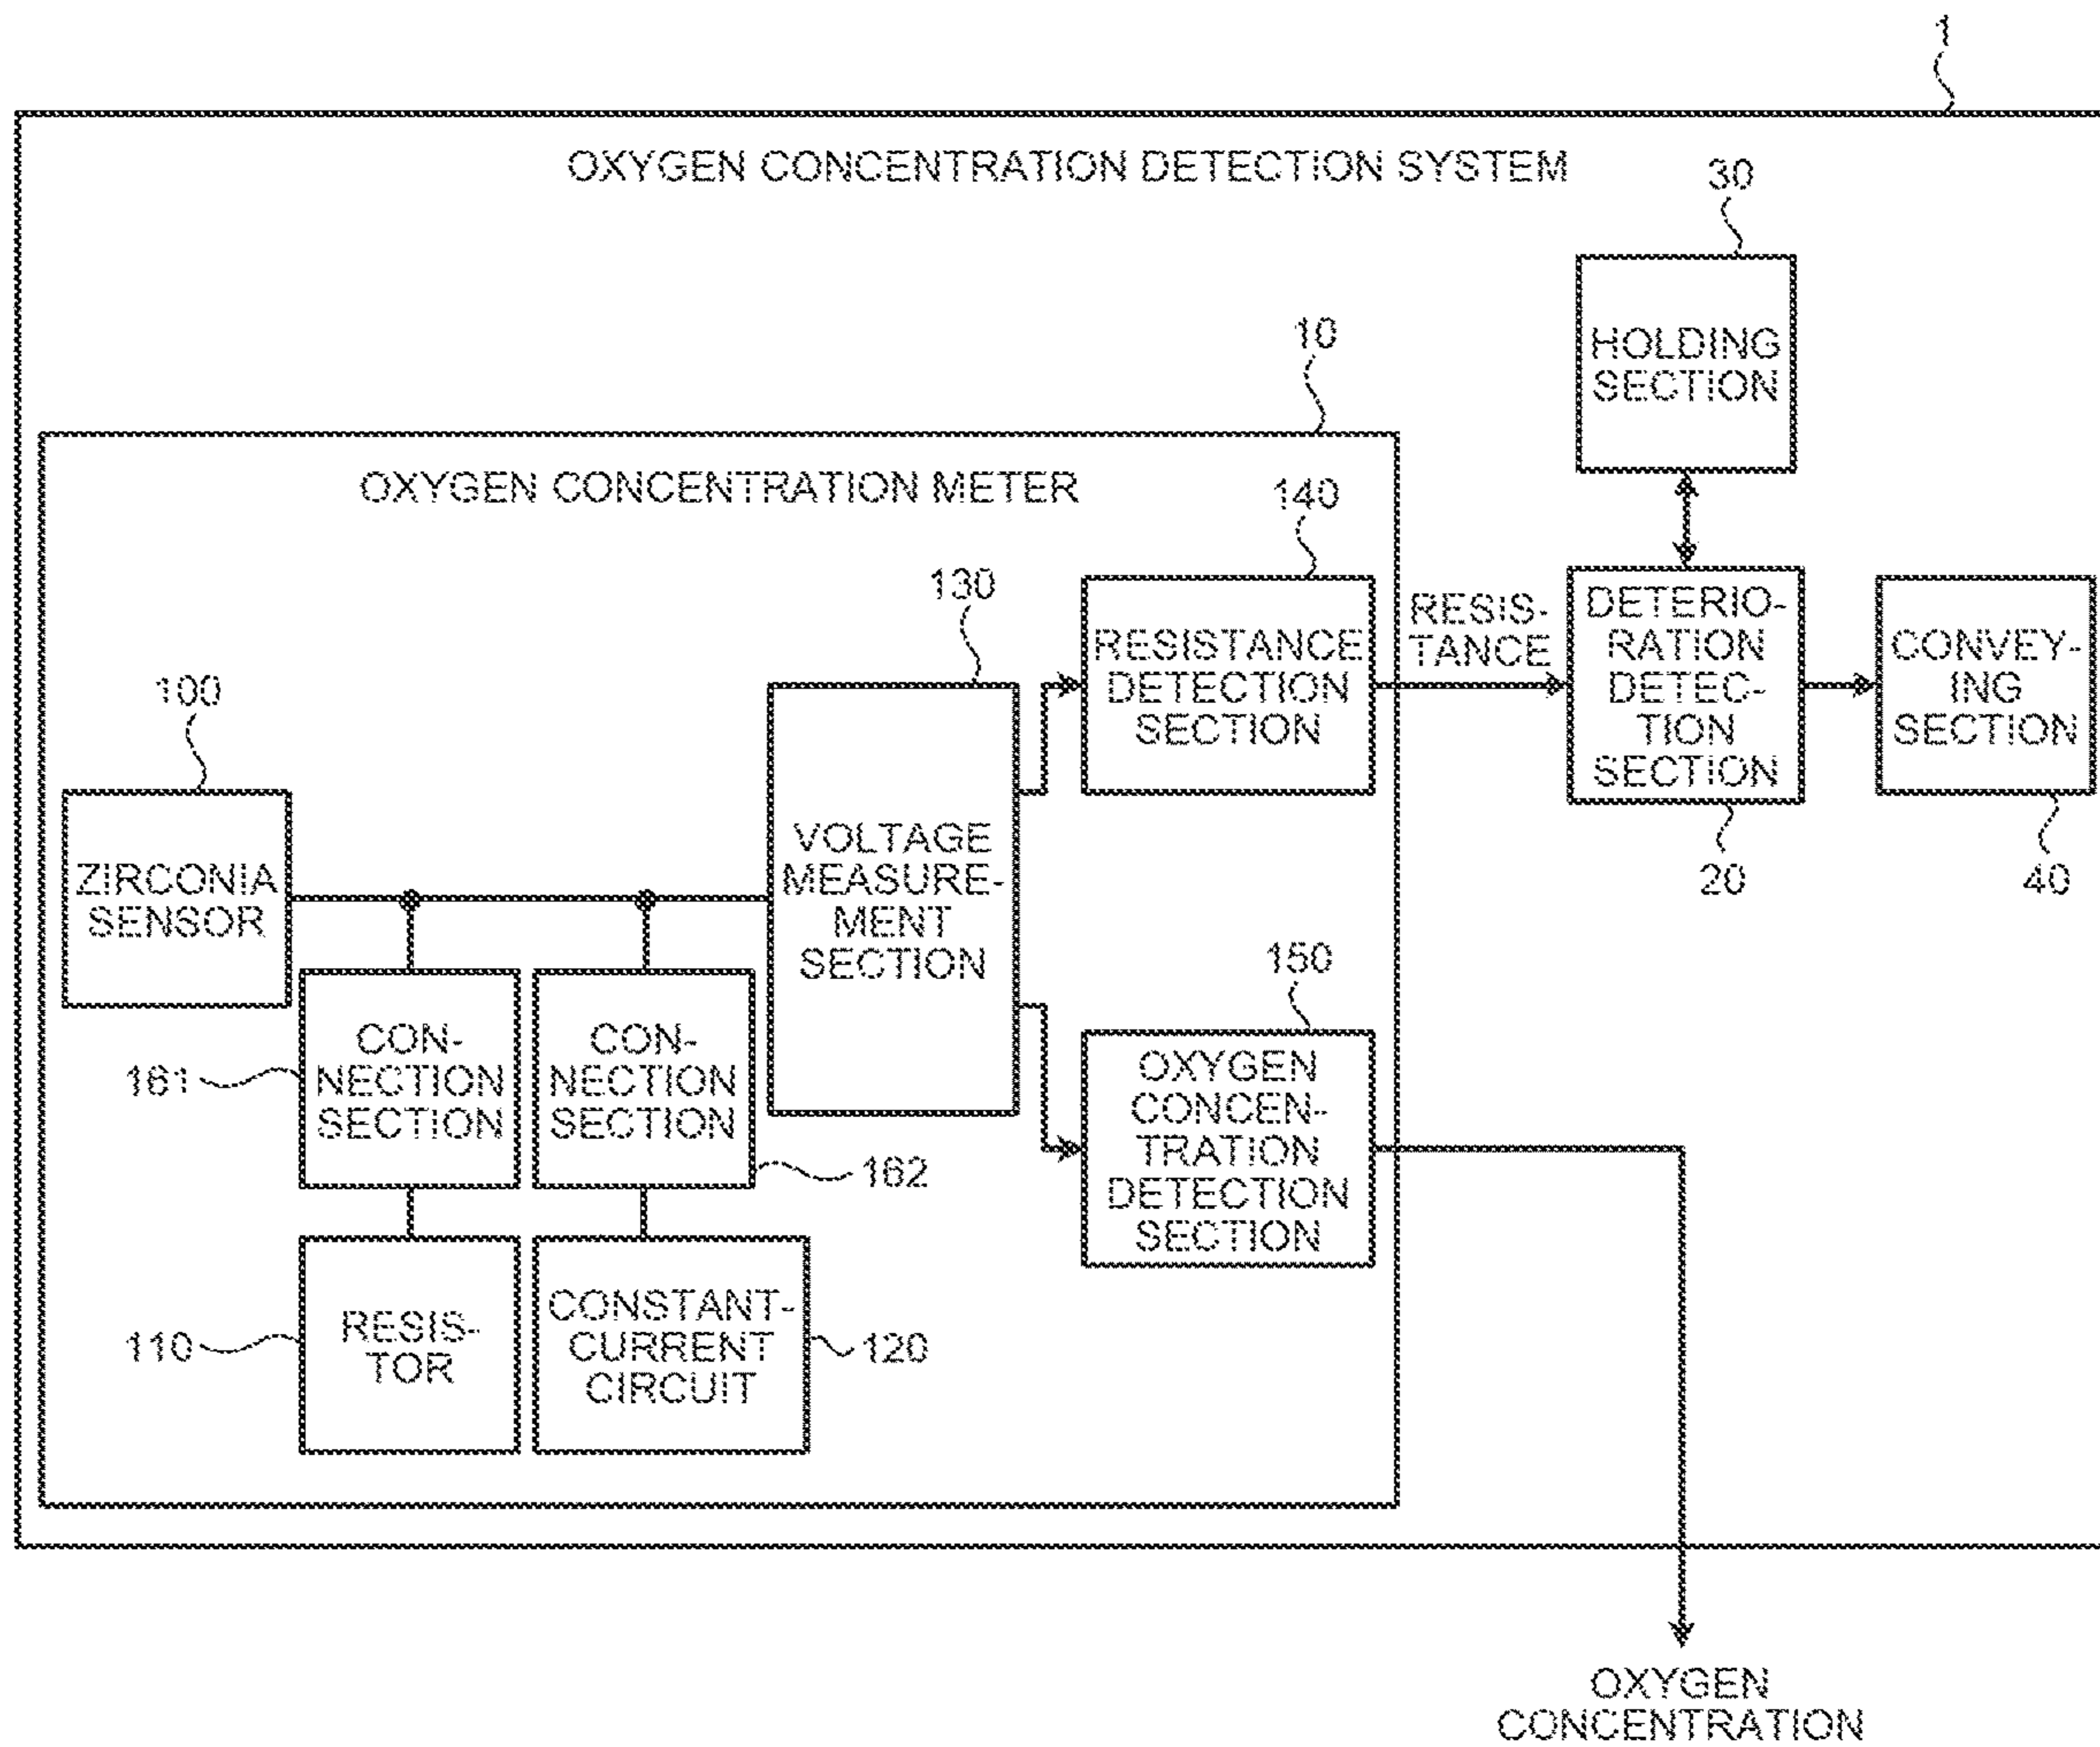 1
OXYGEN CONCENTRATION DETECTION SYSTEM
30
HOLDING
SECTION
10
OXYGEN CONCENTRATION METER
140
RESISTANCE
DETECTION
SECTION
RESIS-
TANCE
DETERIO-
RATION
DETEC-
TION
SECTION
20
CONVEY-
ING
SECTION
40
130
VOLTAGE
MEASURE-
MENT
SECTION
100
ZIRCONIA
SENSOR
150
OXYGEN
CONCEN-
TRATION
DETECTION
SECTION
161
CON-
NECTION
SECTION
CON-
NECTION
SECTION
162
110
RESIS-
TOR
CONSTANT-
CURRENT
CIRCUIT
120
OXYGEN
CONCENTRATION